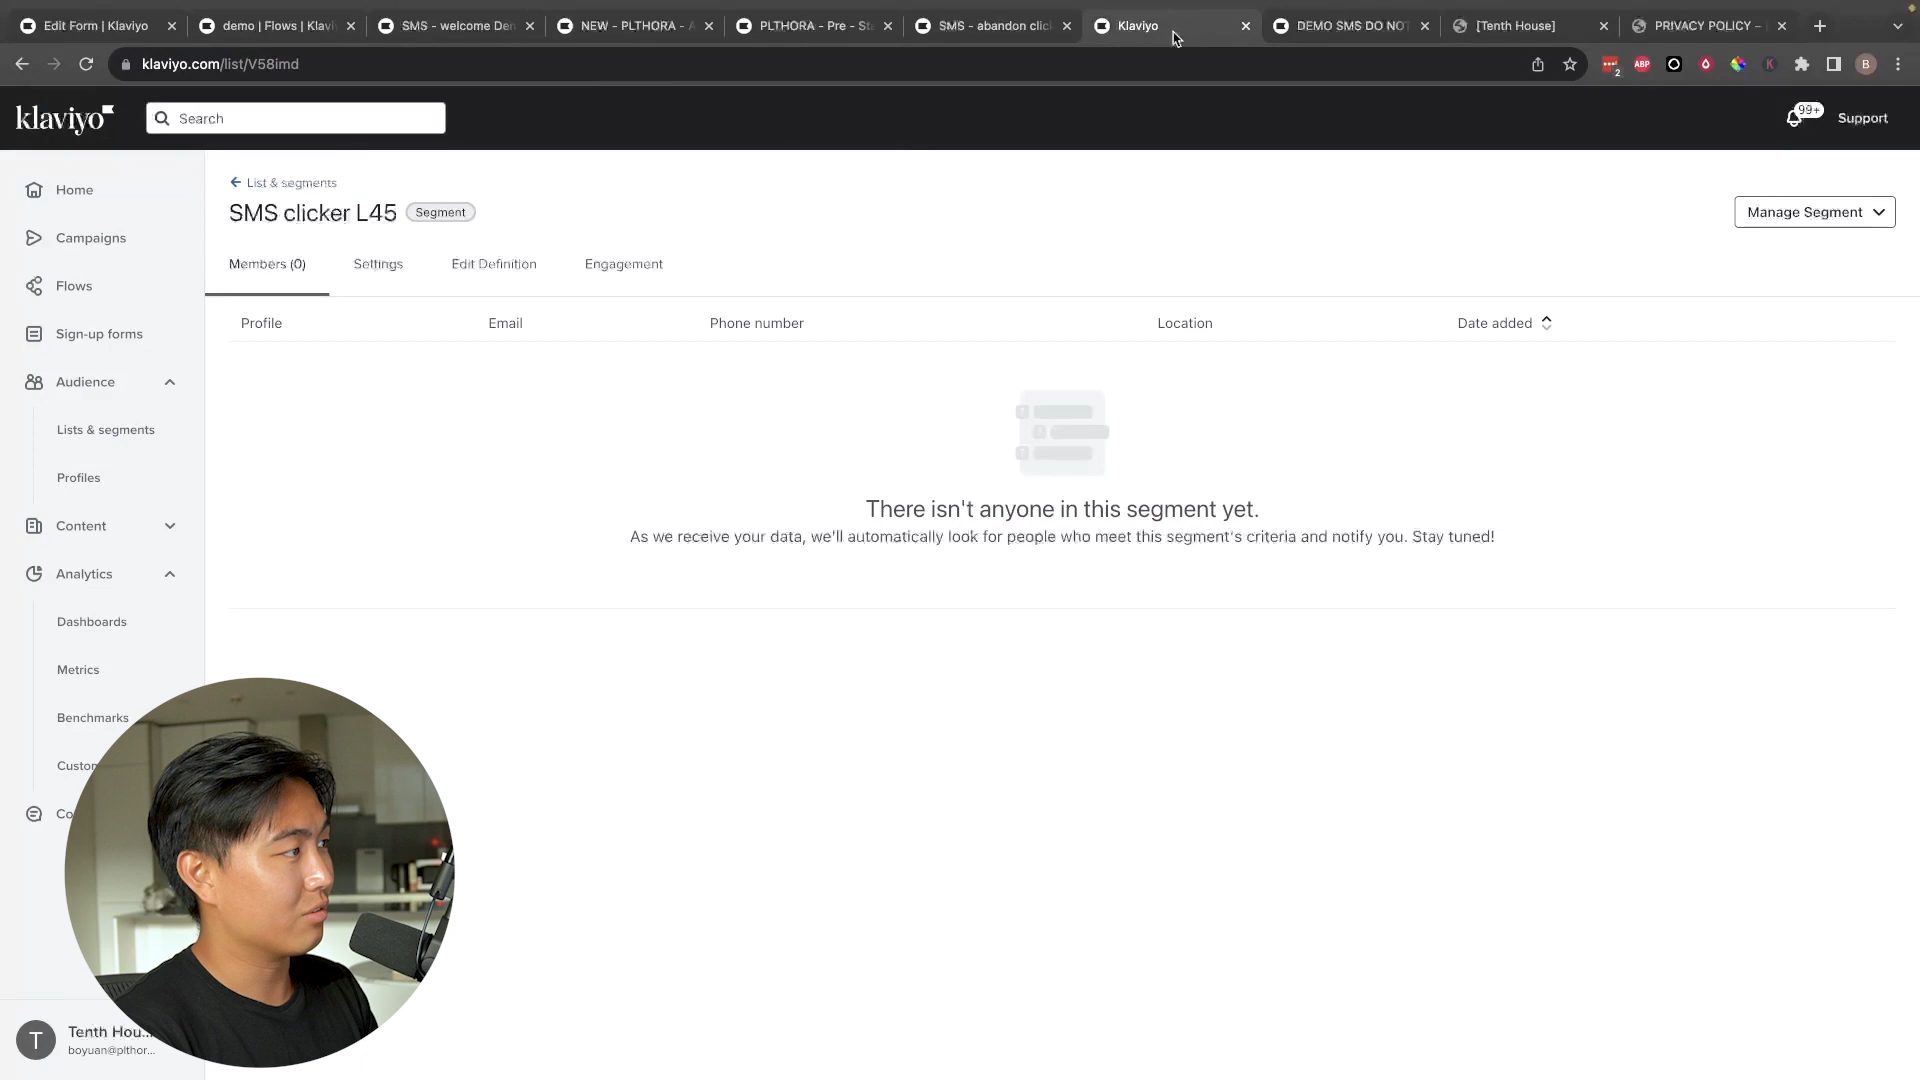 Edit Form | Klaviyo
demo | Flows | Klavi
SMS - welcome Den
NEW - PLTHORA - A
PLTHORA - Pre - Sta
SMS - abandon click
Klaviyo
DEMO SMS DO NOT
[Tenth House]
PRIVACY POLICY –
klaviyo.com/list/V58imd
2
ABP
K
B
klaviyo
Search
99+
Support
Home
Campaigns
Flows
Sign-up forms
Audience
Lists & segments
Profiles
Content
Analytics
Dashboards
Metrics
Benchmarks
Custom
Co
T
Tenth Hou...
boyuan@plthor...
List & segments
SMS clicker L45
Segment
Manage Segment
Members (0)
Settings
Edit Definition
Engagement
Profile
Email
Phone number
Location
Date added
There isn't anyone in this segment yet.
As we receive your data, we'll automatically look for people who meet this segment's criteria and notify you. Stay tuned!